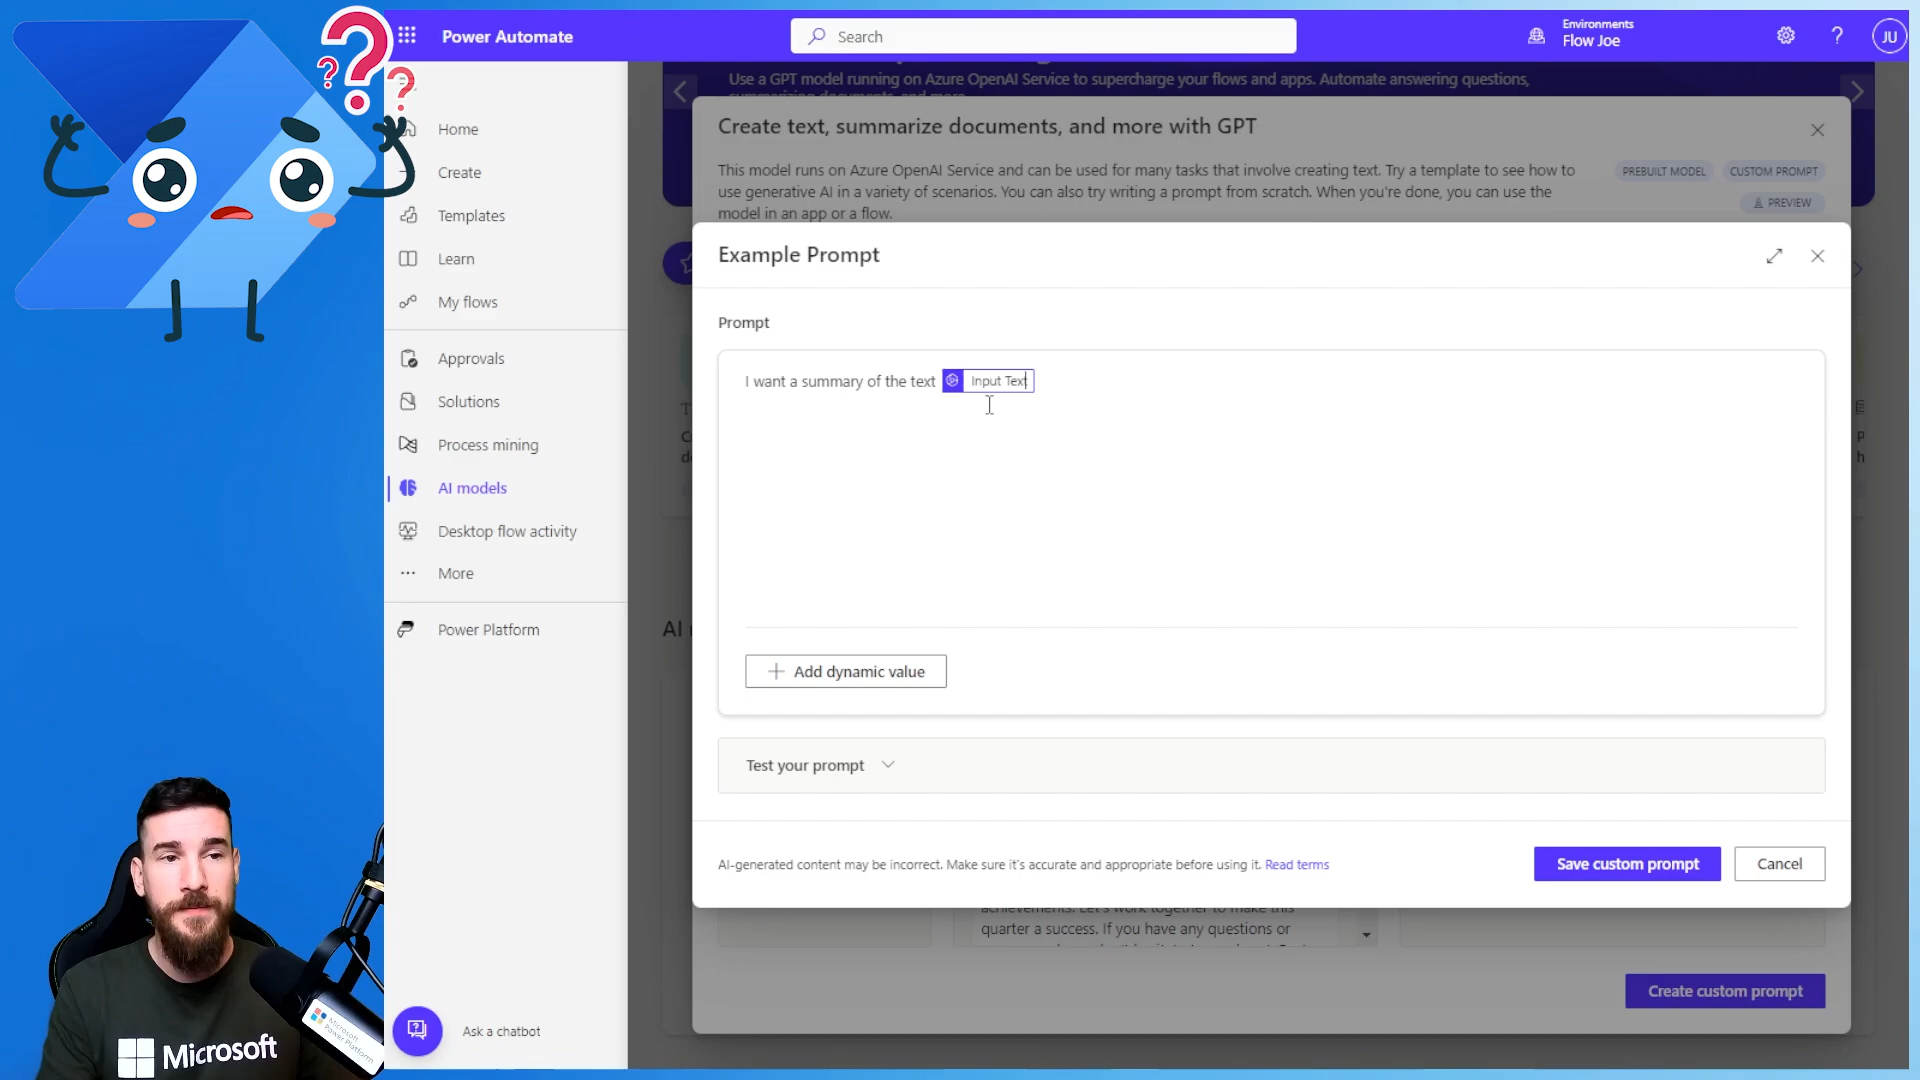 Power Automate
Search
Environments
Flow Joe
JU
Home
Create
Templates
Learn
My flows
Approvals
Solutions
Process mining
AI models
Desktop flow activity
More
Power Platform
Ask a chatbot
Use a GPT model running on Azure OpenAI Service to supercharge your flows and apps. Automate answering questions,
Create text, summarize documents, and more with GPT
This model runs on Azure OpenAI Service and can be used for many tasks that involve creating text. Try a template to see how to
use generative AI in a variety of scenarios. You can also try writing a prompt from scratch. When you're done, you can use the
model in an app or a flow.
PREBUILT MODEL
CUSTOM PROMPT
PREVIEW
Example Prompt
Prompt
I want a summary of the text Input Text
Add dynamic value
Test your prompt
AI-generated content may be incorrect. Make sure it's accurate and appropriate before using it. Read terms
Save custom prompt
Cancel
AI
quarter a success. If you have any questions or
Create custom prompt
Microsoft
Microsoft
Power Platform